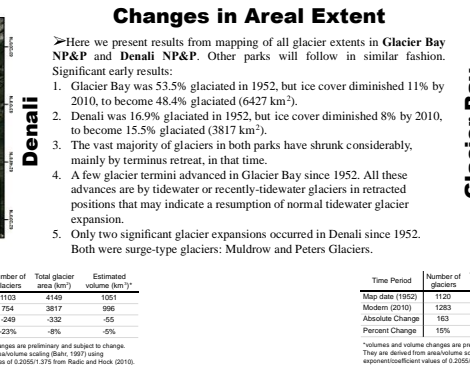 Changes in Areal Extent
➢Here we present results from mapping of all glacier extents in Glacier Bay
NP&P and Denali NP&P. Other parks will follow in similar fashion.
Significant early results:
1. Glacier Bay was 53.5% glaciated in 1952, but ice cover diminished 11% by
2010, to become 48.4% glaciated (6427 km²).
2. Denali was 16.9% glaciated in 1952, but ice cover diminished 8% by 2010,
to become 15.5% glaciated (3817 km²).
3. The vast majority of glaciers in both parks have shrunk considerably,
mainly by terminus retreat, in that time.
4. A few glacier termini advanced in Glacier Bay since 1952. All these
advances are by tidewater or recently-tidewater glaciers in retracted
positions that may indicate a resumption of normal tidewater glacier
expansion.
5. Only two significant glacier expansions occurred in Denali since 1952.
Both were surge-type glaciers: Muldrow and Peters Glaciers.
Denali
mber of Total glacier Estimated
laciers area (km²) volume (km³)*
1103 4149 1051
754 3817 996
-249 -332 -55
-23% -8% -5%
anges are preliminary and subject to change.
ea/volume scaling (Bahr, 1997) using
es of 0.2055/1.375 from Radic and Hock (2010).
Time Period Number of
glaciers
Map date (1952) 1120
Modern (2010) 1283
Absolute Change 163
Percent Change 15%
*volumes and volume changes are pre
They are derived from area/volume sc
exponent/coefficient values of 0.2055/